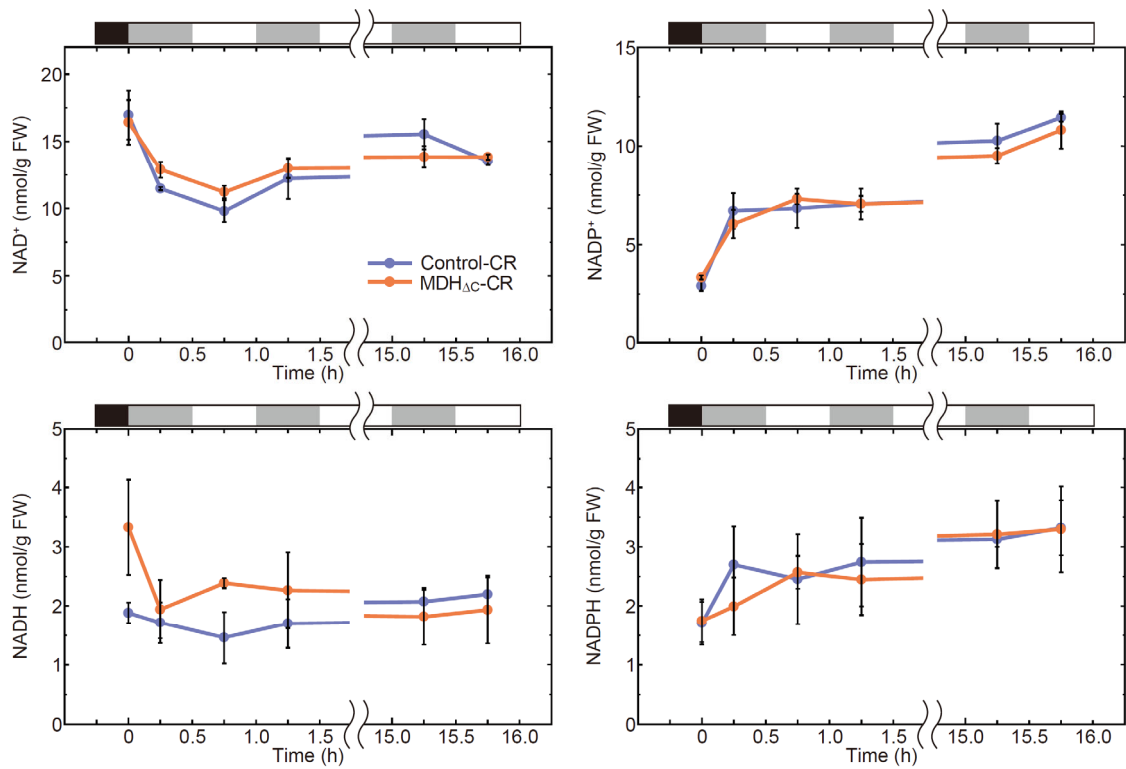 NAD⁺ (nmol/g FW)
20
15
10
5
0
Control-CR
MDH_ΔC-CR
0 0.5 1.0 1.5 15.0 15.5 16.0
Time (h)
NADP⁺ (nmol/g FW)
15
10
5
0
0 0.5 1.0 1.5 15.0 15.5 16.0
Time (h)
NADH (nmol/g FW)
5
4
3
2
1
0
0 0.5 1.0 1.5 15.0 15.5 16.0
Time (h)
NADPH (nmol/g FW)
5
4
3
2
1
0
0 0.5 1.0 1.5 15.0 15.5 16.0
Time (h)